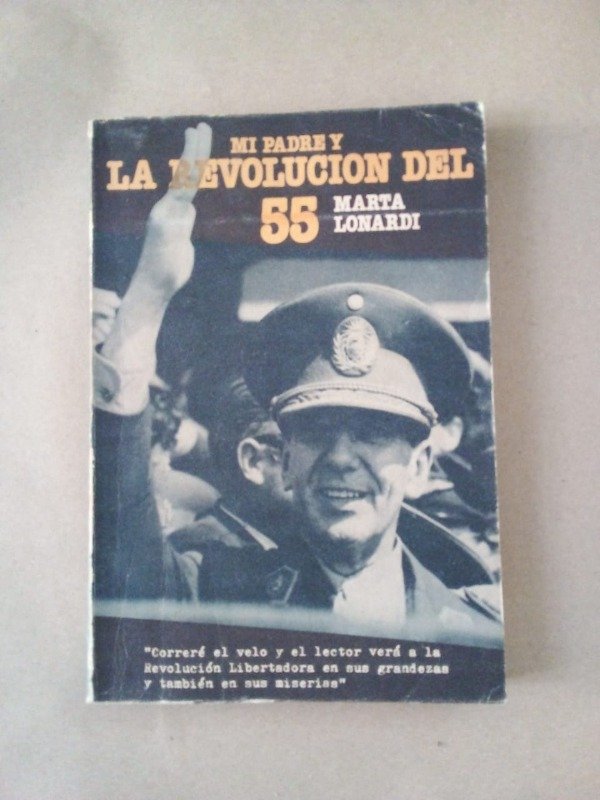 MI PADRE Y
LA REVOLUCION DEL
55 MARTA
LONARDI
"Correré el velo y el lector verá a la
Revolución Libertadora en sus grandezas
y también en sus miserias"